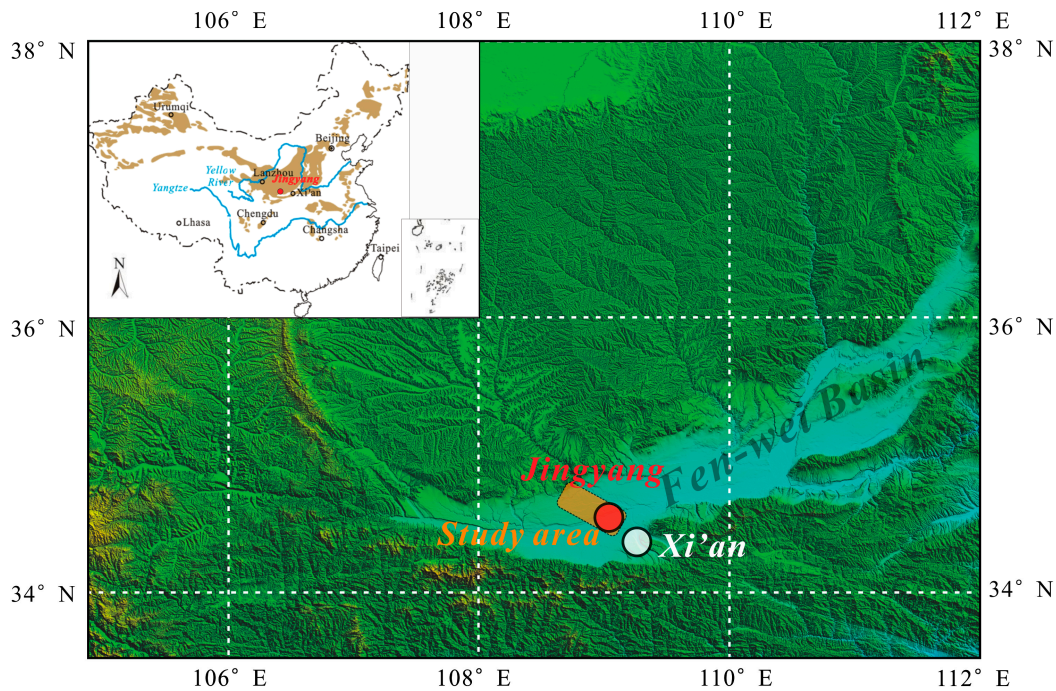 106° E
108° E
110° E
112° E
38° N
38° N
Urumqi
Beijing
Yellow
River
Lanzhou
Jingyang
Yangtze
Xi'an
Lhasa
Chengdu
Changsha
Taipei
N
36° N
36° N
Fen-wei Basin
Jingyang
Study area
Xi'an
34° N
34° N
106° E
108° E
110° E
112° E